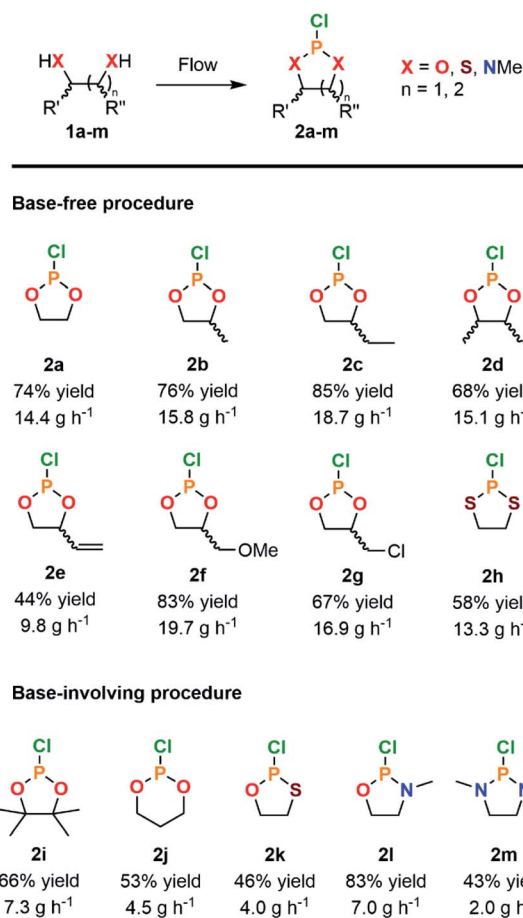 HX XH
Flow
n
R' R"
1a-m
Cl
P
X X
n
R' R"
2a-m
X = O, S, NMe
n = 1, 2
Base-free procedure
Cl Cl Cl Cl
P P P P
O O O O O O O O
2a 2b 2c 2d
74% yield 76% yield 85% yield 68%
14.4 g h-1 15.8 g h-1 18.7 g h-1 15.1 g
Cl Cl Cl Cl
P P P P
O O O O O O S S
OMe Cl
2e 2f 2g 2h
44% yield 83% yield 67% yield 58%
9.8 g h-1 19.7 g h-1 16.9 g h-1 13.3 g
Base-involving procedure
Cl Cl Cl Cl Cl
P P P P P
O O O O O S O N N
2i 2j 2k 2l 2m
66% yield 53% yield 46% yield 83% yield 43%
7.3 g h-1 4.5 g h-1 4.0 g h-1 7.0 g h-1 2.0 g